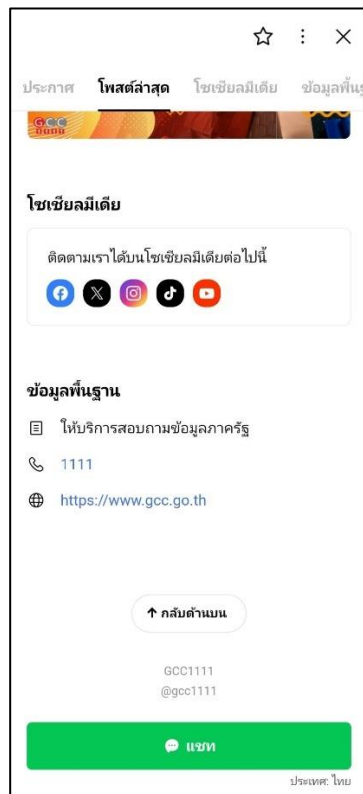 ประกาศ โพสต์ล่าสุด โซเชียลมีเดีย ข้อมูลพื้นฐ
GCC
โซเชียลมีเดีย
ติดตามเราได้บนโซเชียลมีเดียต่อไปนี้
ข้อมูลพื้นฐาน
ให้บริการสอบถามข้อมูลภาครัฐ
1111
https://www.gcc.go.th
↑ กลับด้านบน
GCC1111
@gcc1111
แชท
ประเทศ: ไทย